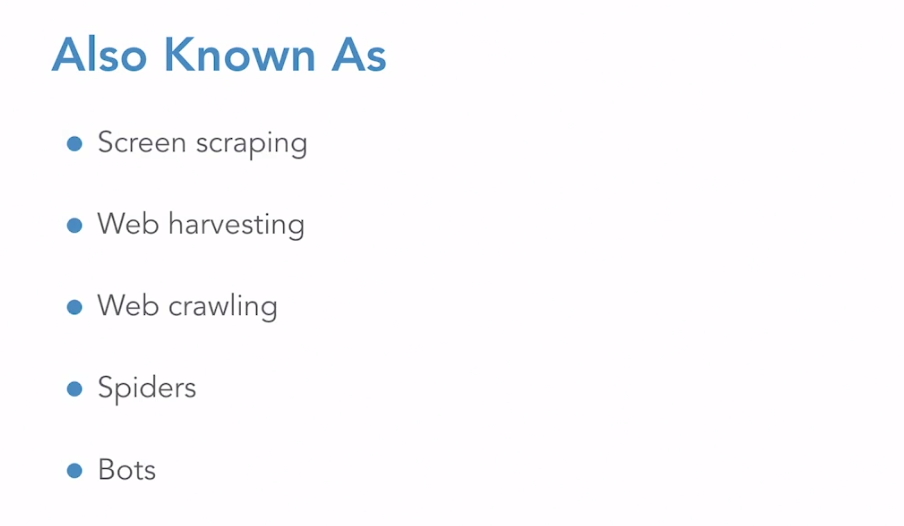 Also Known As
Screen scraping
Web harvesting
Web crawling
Spiders
Bots